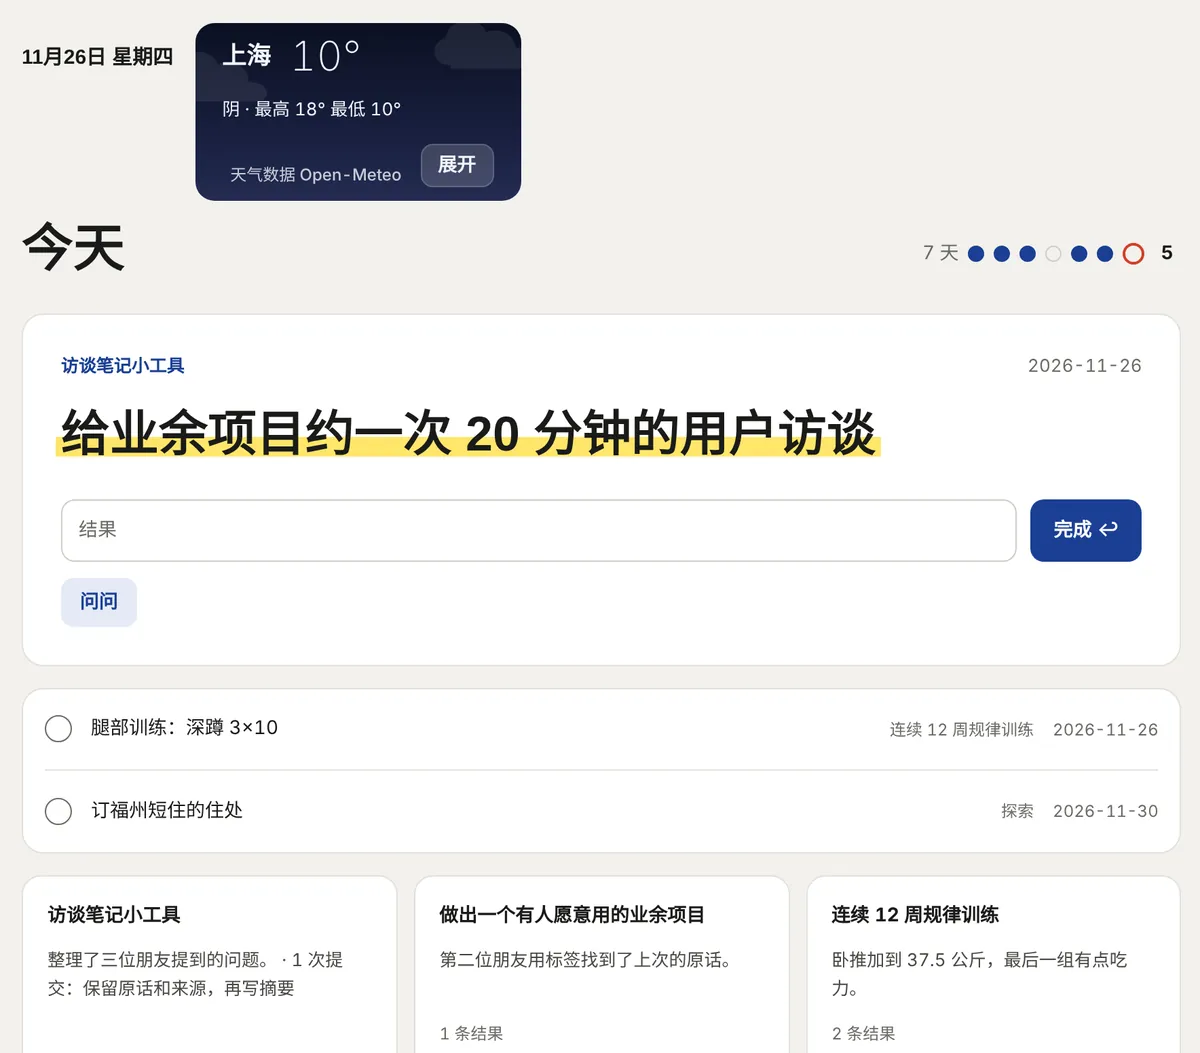 11月26日 星期四
上海 10°
阴 · 最高 18° 最低 10°
天气数据 Open-Meteo
展开
今天
7 天
5
访谈笔记小工具
2026-11-26
给业余项目约一次 20 分钟的用户访谈
结果
完成 ↩
问问
腿部训练：深蹲 3×10
连续 12 周规律训练 2026-11-26
订福州短住的住处
探索 2026-11-30
访谈笔记小工具
整理了三位朋友提到的问题。 · 1 次提
交：保留原话和来源，再写摘要
做出一个有人愿意用的业余项目
第二位朋友用标签找到了上次的原话。
1 条结果
连续 12 周规律训练
卧推加到 37.5 公斤，最后一组有点吃
力。
2 条结果